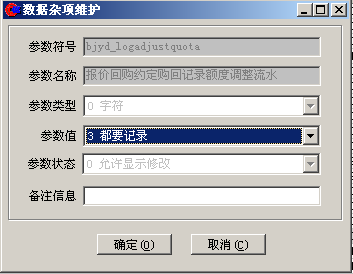 数据杂项维护
参数符号 bjyd_logadjustquota
参数名称 报价回购约定购回记录额度调整流水
参数类型 0 字符
参数值 3 都要记录
参数状态 0 允许显示修改
备注信息
确定(O) 取消(C)